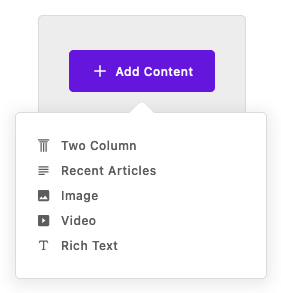 Add Content
Two Column
Recent Articles
Image
Video
Rich Text